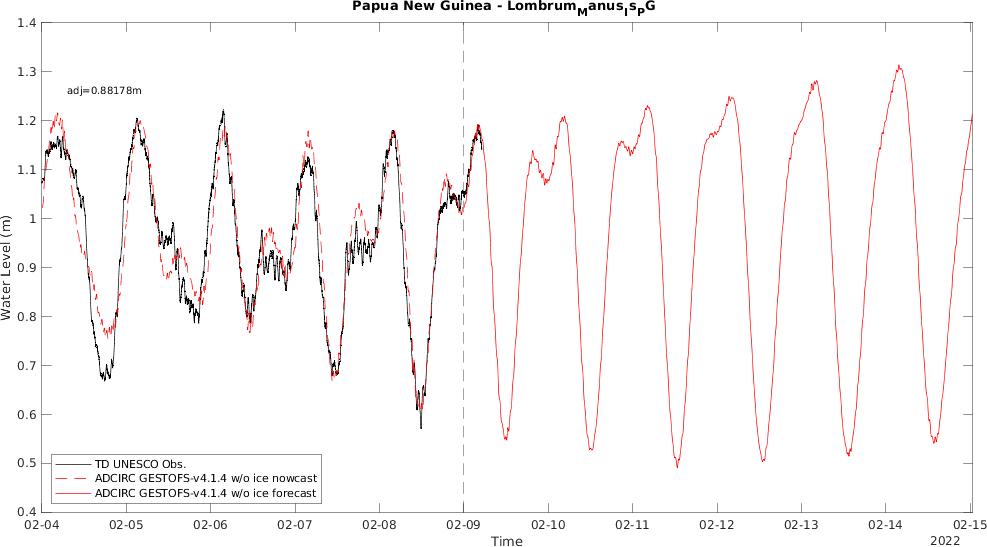 Papua New Guinea - LombrumManusIsPG
1.4
1.3
adj=0.88178m
1.2
1.1
1
0.9
0.8
0.7
0.6
0.5
0.4
Water Level (m)
TD UNESCO Obs.
ADCIRC GESTOFS-v4.1.4 w/o ice nowcast
ADCIRC GESTOFS-v4.1.4 w/o ice forecast
02-04 02-05 02-06 02-07 02-08 02-09 02-10 02-11 02-12 02-13 02-14 02-15
Time
2022